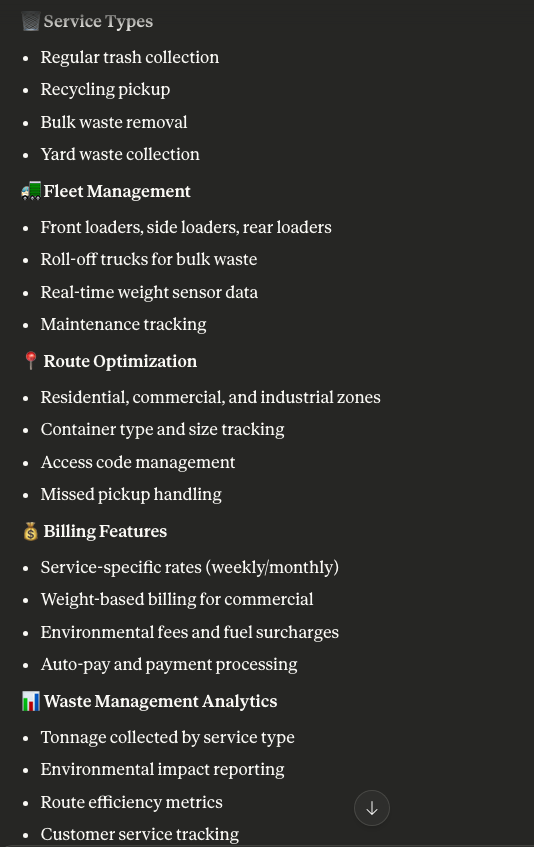 🗑️ Service Types
• Regular trash collection
• Recycling pickup
• Bulk waste removal
• Yard waste collection
🚛 Fleet Management
• Front loaders, side loaders, rear loaders
• Roll-off trucks for bulk waste
• Real-time weight sensor data
• Maintenance tracking
📍 Route Optimization
• Residential, commercial, and industrial zones
• Container type and size tracking
• Access code management
• Missed pickup handling
💰 Billing Features
• Service-specific rates (weekly/monthly)
• Weight-based billing for commercial
• Environmental fees and fuel surcharges
• Auto-pay and payment processing
📊 Waste Management Analytics
• Tonnage collected by service type
• Environmental impact reporting
• Route efficiency metrics
• Customer service tracking